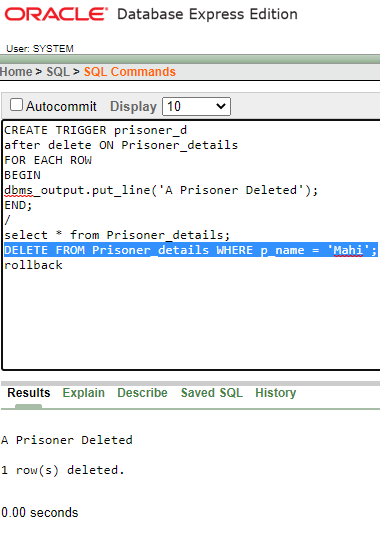 ORACLE® Database Express Edition
User: SYSTEM
Home > SQL > SQL Commands
Autocommit Display 10
CREATE TRIGGER prisoner_d
after delete ON Prisoner_details
FOR EACH ROW
BEGIN
dbms_output.put_line('A Prisoner Deleted');
END;
/
select * from Prisoner_details;
DELETE FROM Prisoner_details WHERE p_name = 'Mahi';
rollback
Results Explain Describe Saved SQL History
A Prisoner Deleted
1 row(s) deleted.
0.00 seconds